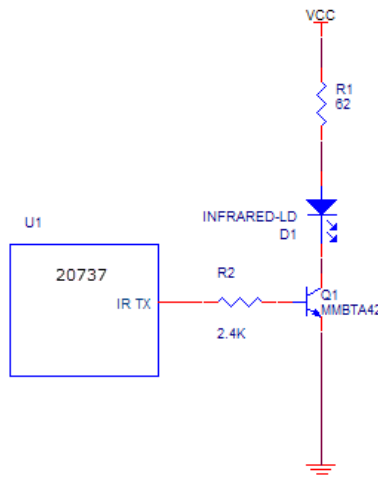 VCC
R1
62
INFRARED-LD
D1
U1
20737
IR TX
R2
2.4K
Q1
MMBTA42